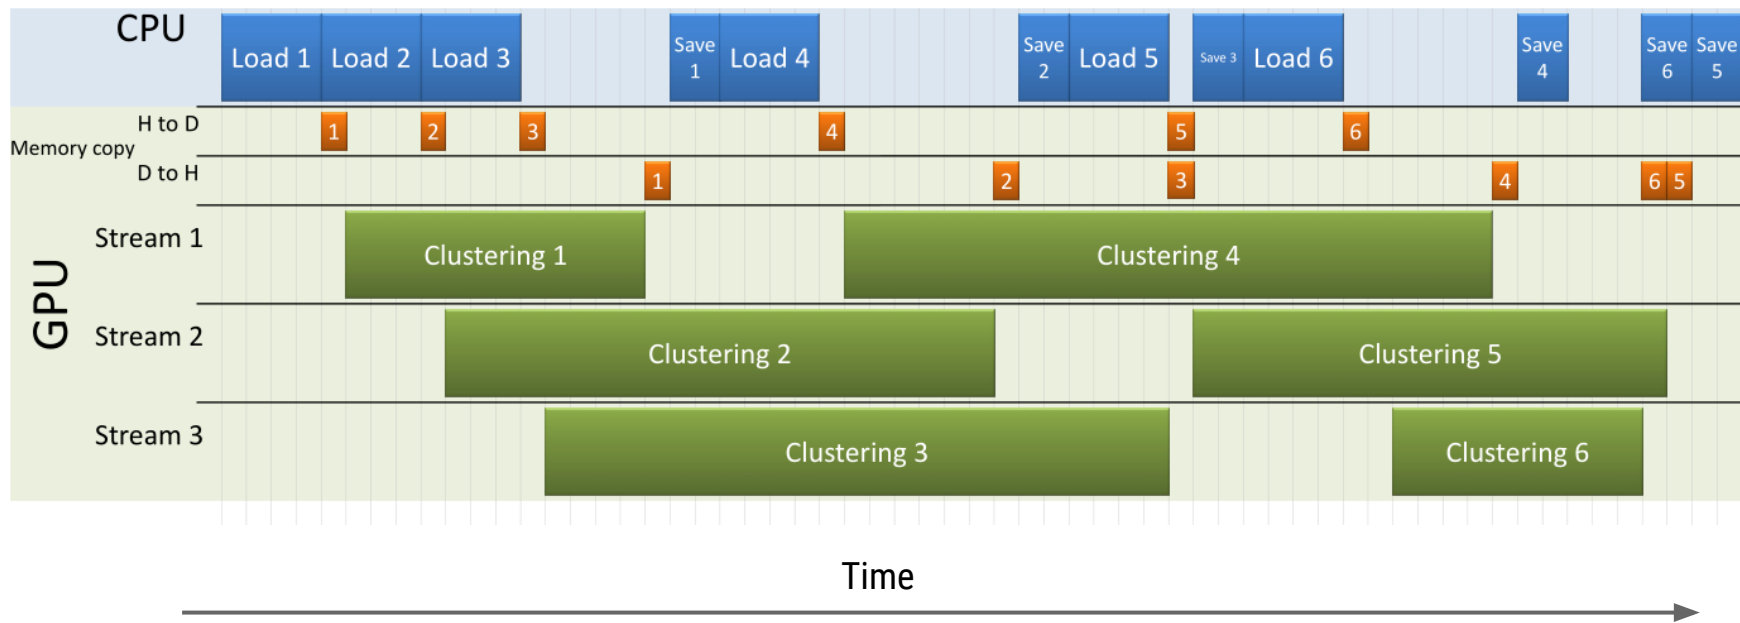 CPU
Load 1 Load 2 Load 3 Save 1 Load 4 Save 2 Load 5 Save 3 Load 6 Save 4 Save 6 Save 5
Memory copy
H to D
1 2 3 4 5 6
D to H
1 2 3 4 6 5
GPU
Stream 1
Clustering 1 Clustering 4
Stream 2
Clustering 2 Clustering 5
Stream 3
Clustering 3 Clustering 6
Time